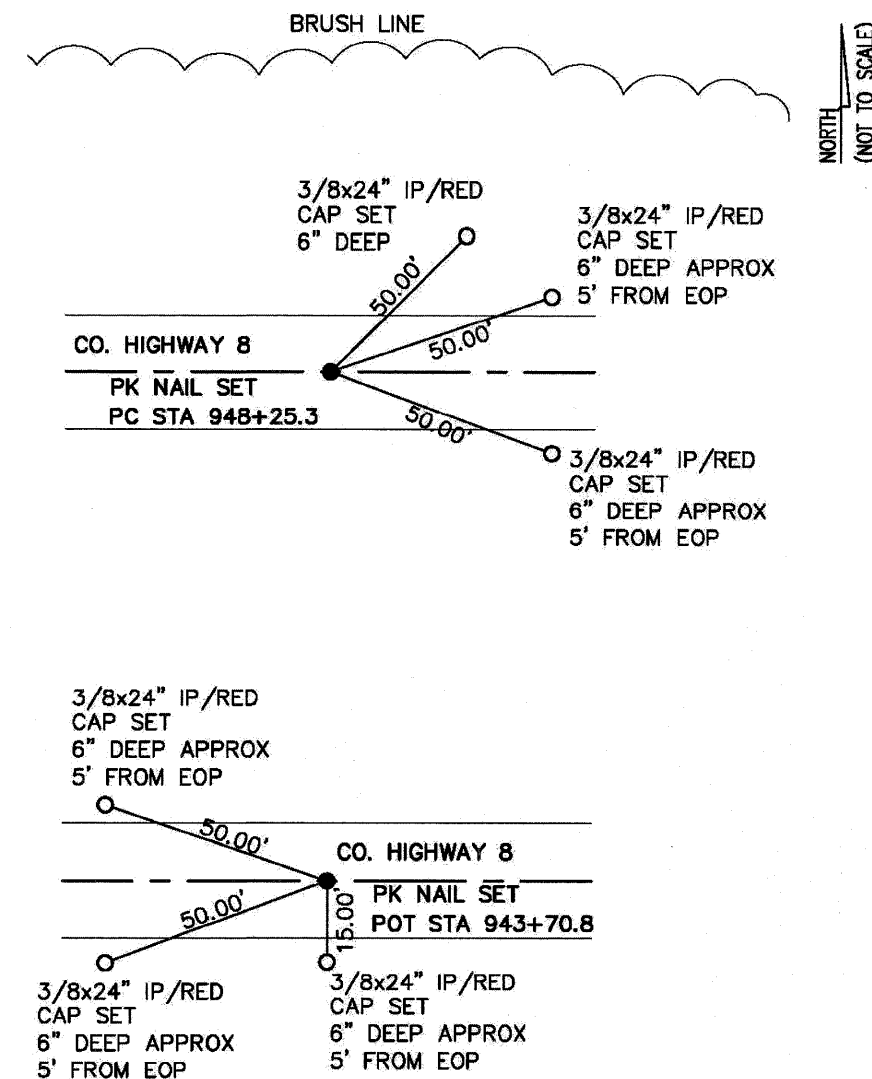 BRUSH LINE
NORTH
(NOT TO SCALE)
3/8x24" IP/RED
CAP SET
6" DEEP
3/8x24" IP/RED
CAP SET
6" DEEP APPROX
5' FROM EOP
50.00'
50.00'
50.00'
CO. HIGHWAY 8
PK NAIL SET
PC STA 948+25.3
3/8x24" IP/RED
CAP SET
6" DEEP APPROX
5' FROM EOP
3/8x24" IP/RED
CAP SET
6" DEEP APPROX
5' FROM EOP
50.00'
50.00'
15.00'
CO. HIGHWAY 8
PK NAIL SET
POT STA 943+70.8
3/8x24" IP/RED
CAP SET
6" DEEP APPROX
5' FROM EOP
3/8x24" IP/RED
CAP SET
6" DEEP APPROX
5' FROM EOP